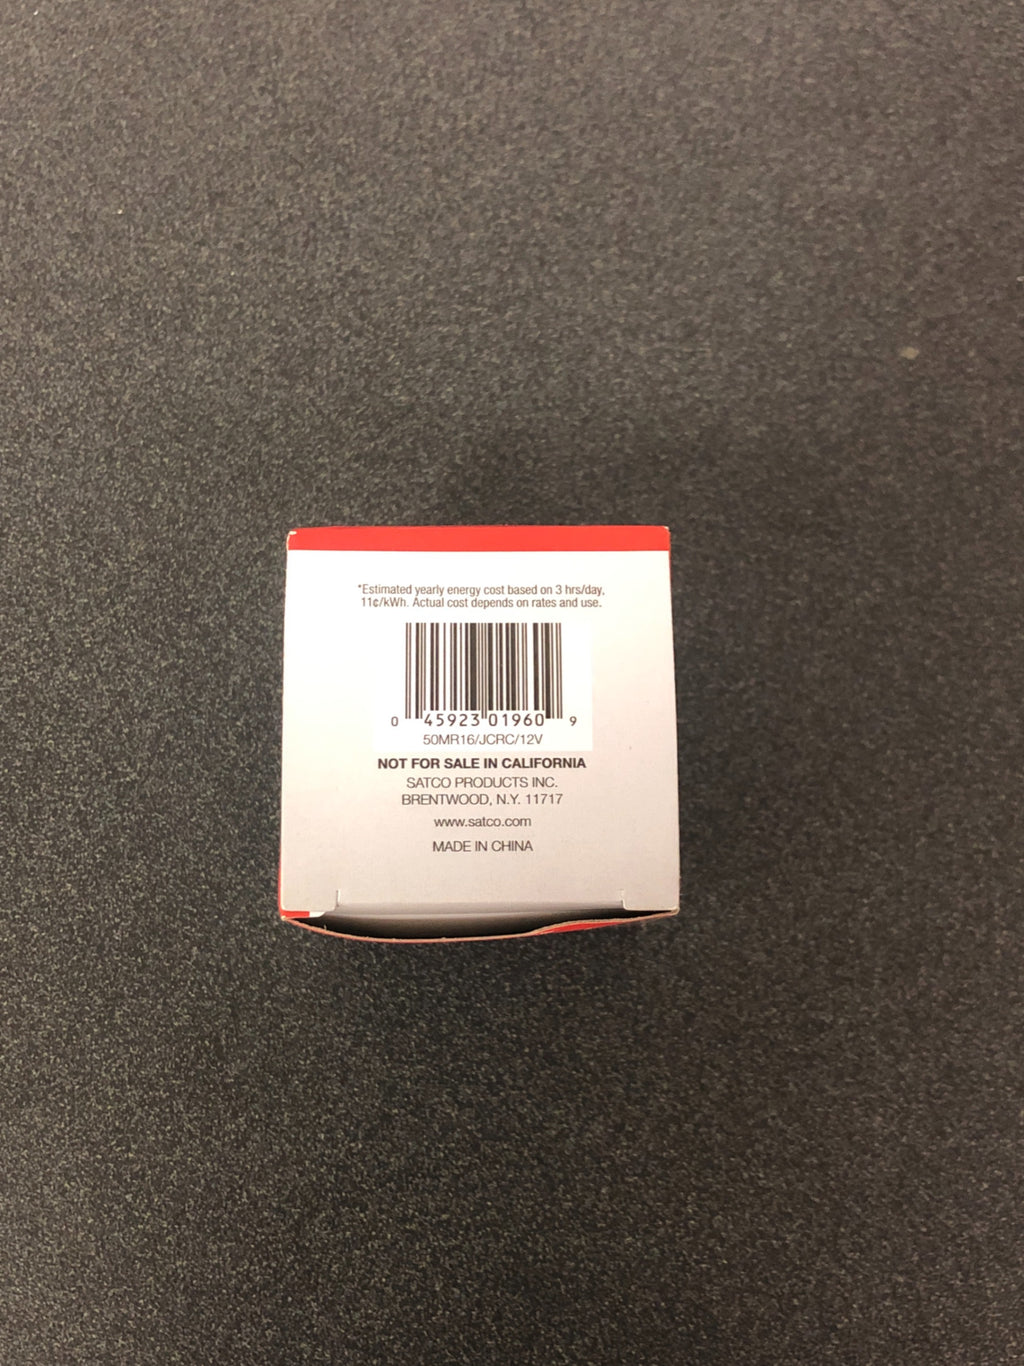 *Estimated yearly energy cost based on 3 hrs/day,
11¢/kWh. Actual cost depends on rates and use.
0 45923 01960 9
50MR16/JCRC/12V
NOT FOR SALE IN CALIFORNIA
SATCO PRODUCTS INC.
BRENTWOOD, N.Y. 11717
www.satco.com
MADE IN CHINA